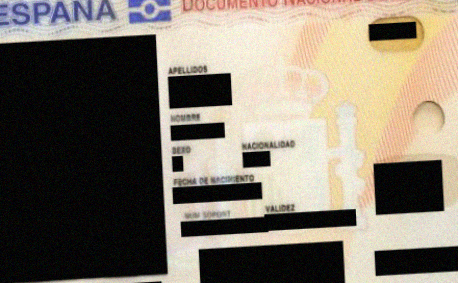 ESPAÑA DOCUMENTO NACIONAL
APELLIDOS
NOMBRE
SEXO NACIONALIDAD
FECHA DE NACIMIENTO
NUM SOPORT VALIDEZ